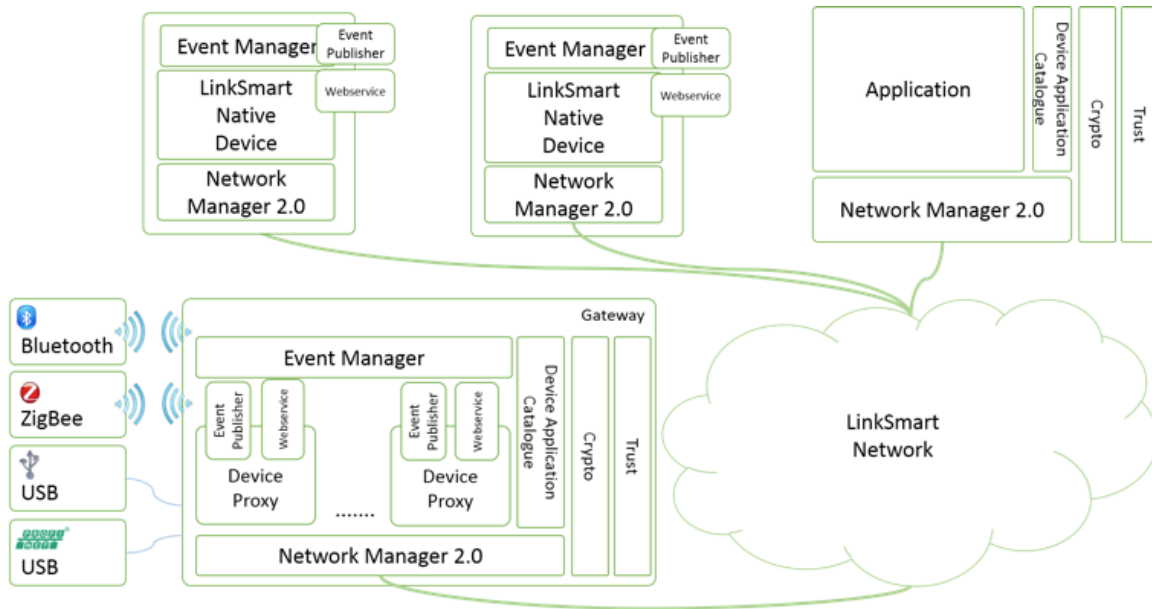 Event Manager
Event
Publisher
LinkSmart
Native
Device
Webservice
Network
Manager 2.0
Event Manager
Event
Publisher
LinkSmart
Native
Device
Webservice
Network
Manager 2.0
Application
Device Application
Catalogue
Crypto
Trust
Network Manager 2.0
Bluetooth
ZigBee
USB
PROFI
NET
USB
Gateway
Event Manager
Event
Publisher
Webservice
Device
Proxy
.......
Event
Publisher
Webservice
Device
Proxy
Device Application
Catalogue
Crypto
Trust
Network Manager 2.0
LinkSmart
Network